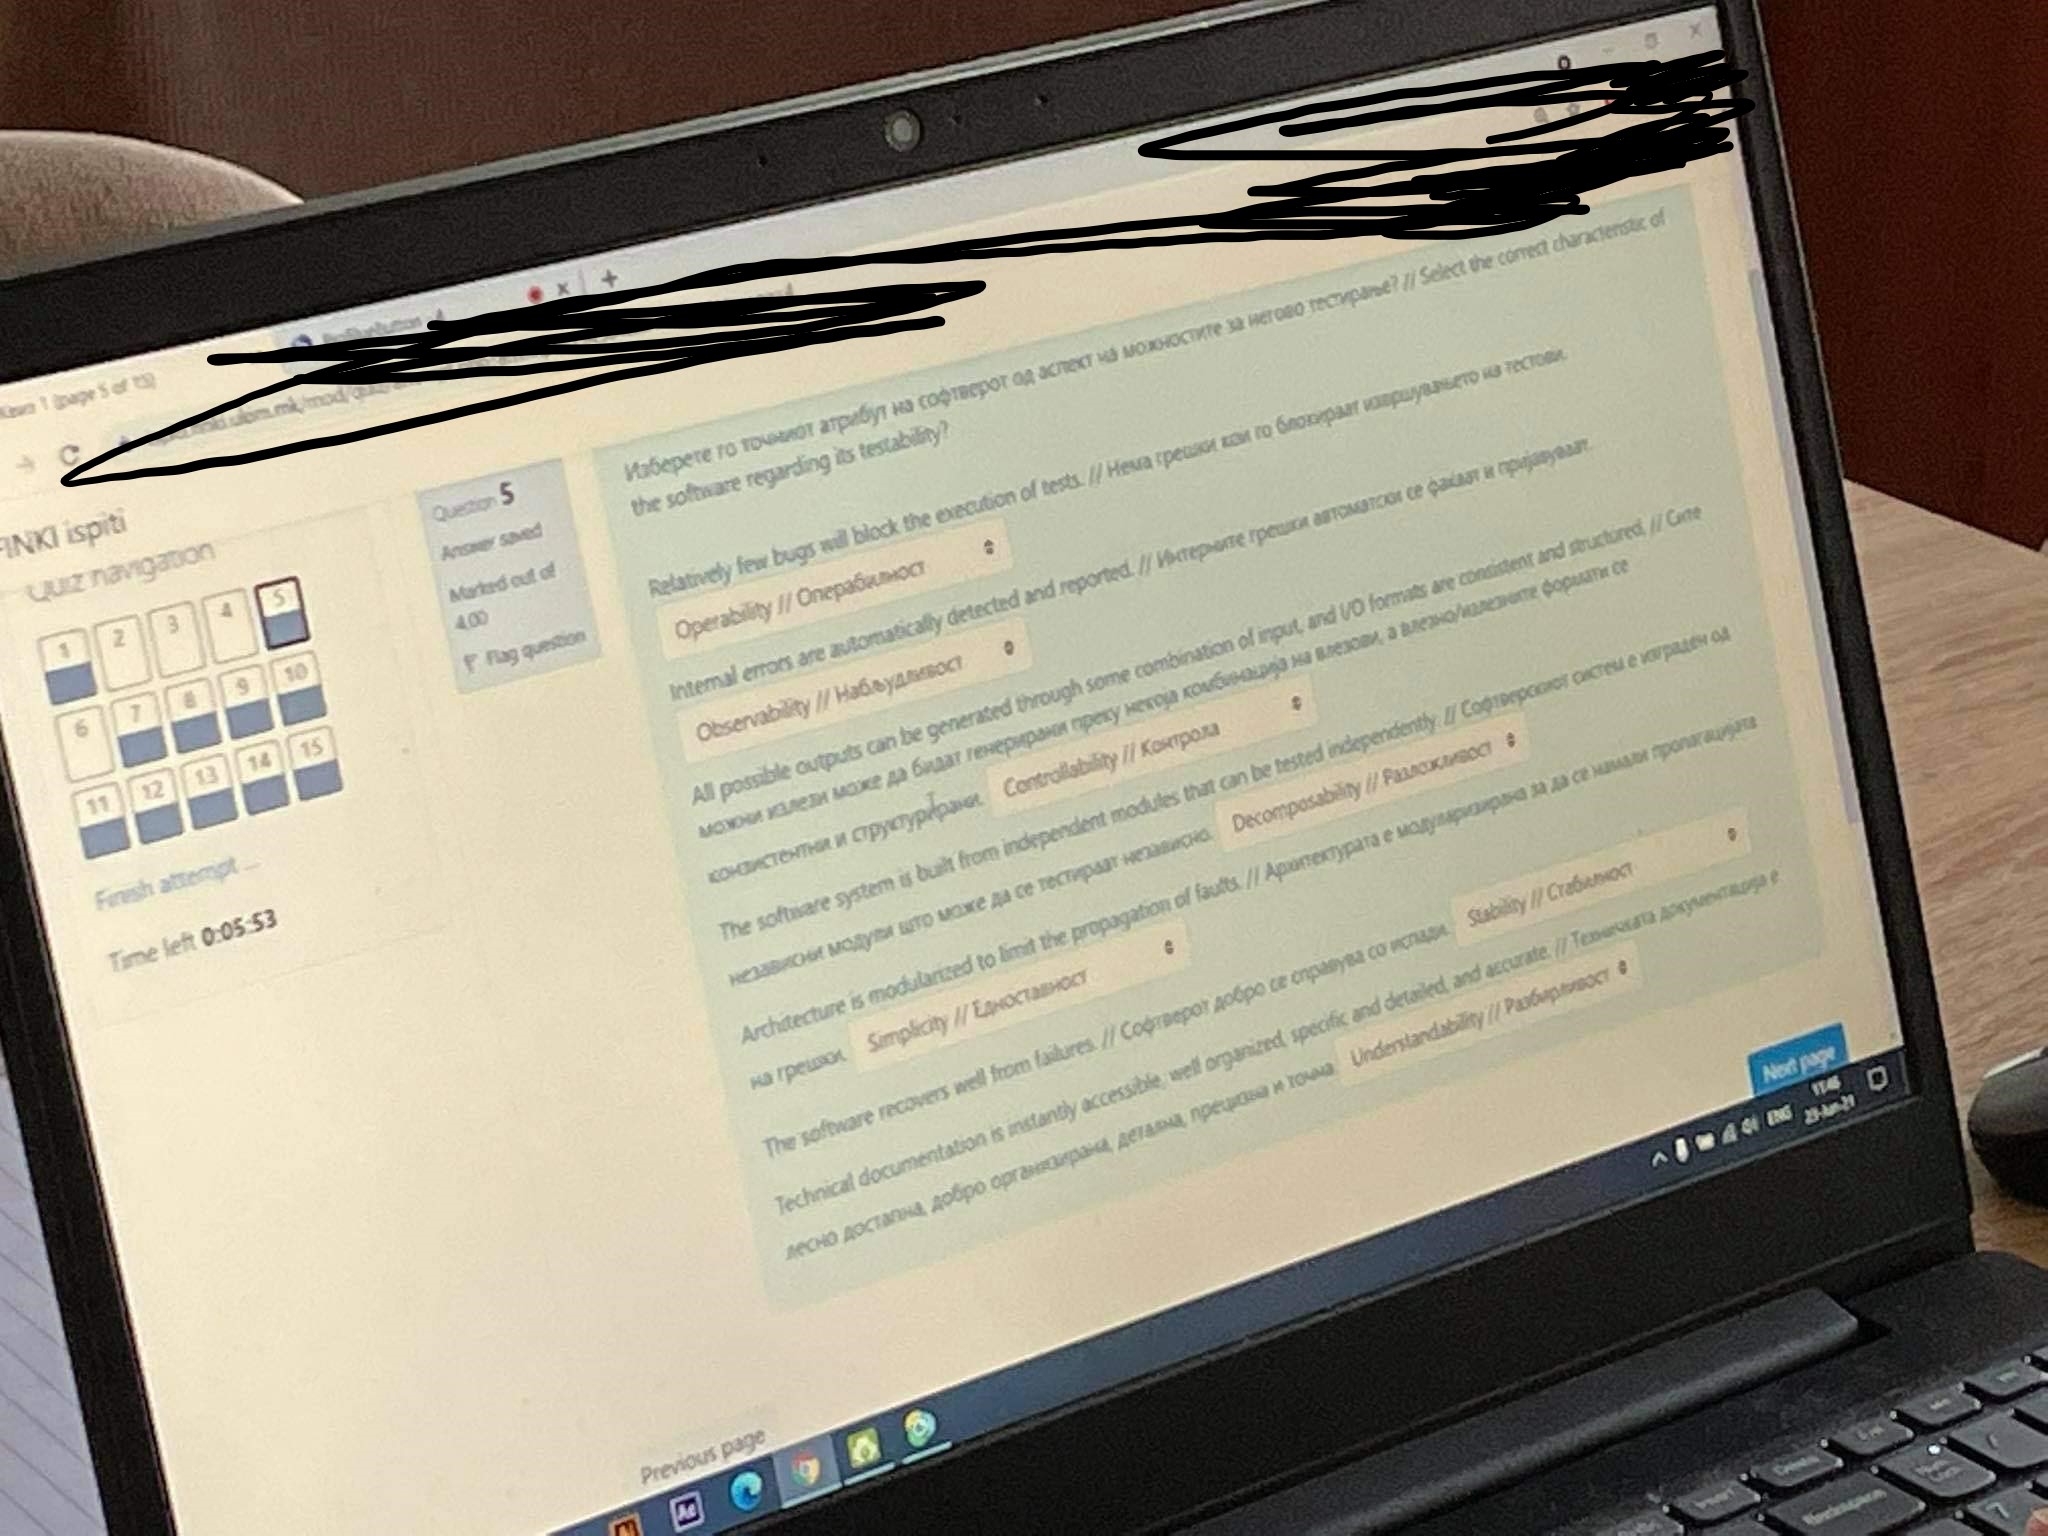 (page 5 of 15)
FINKI ispiti
Quiz navigation
1 2 3 4 5
6 7 8 9 10
11 12 13 14 15
Finish attempt ...
Time left 0:05:53
Question 5
Answer saved
Marked out of
4.00
Flag question
Изберете го точниот атрибут на софтверот од аспект на можностите за негово тестирање? // Select the correct characteristic of
the software regarding its testability?
Relatively few bugs will block the execution of tests. // Нема грешки кои го блокираат извршувањето на тестови.
Operability // Операбилност
Internal errors are automatically detected and reported. // Интерните грешки автоматски се фаќаат и пријавуваат.
Observability // Набљудливост
All possible outputs can be generated through some combination of input, and I/O formats are consistent and structured, // Сите
можни излези може да бидат генерирани преку некоја комбинација на влезови, а влезно/излезните формати се
конзистентни и структурирани. Controllability // Контрола
The software system is built from independent modules that can be tested independently. // Софтверскиот систем е изграден од
независни модули што може да се тестираат независно. Decomposability // Разложливост
Architecture is modularized to limit the propagation of faults. // Архитектурата е модуларизирана за да се намали пропагацијата
на грешки. Simplicity // Едноставност
The software recovers well from failures. // Софтверот добро се справува со испади. Stability // Стабилност
Technical documentation is instantly accessible, well organized, specific and detailed, and accurate. // Техничката документација е
лесно достапна, добро организирана, детална, прецизна и точна. Understandability // Разбирливост
Next page
Previous page
Ae
ENG
11:46